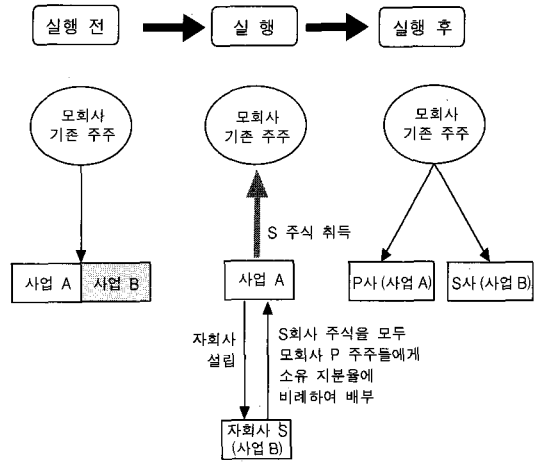 실행 전
실 행
실행 후
모회사
기존 주주
모회사
기존 주주
모회사
기존 주주
S 주식 취득
사업 A
사업 B
사업 A
P사 (사업 A)
S사 (사업 B)
자회사
설립
S회사 주식을 모두
모회사 P 주주들에게
소유 지분율에
비례하여 배부
자회사 S
(사업 B)